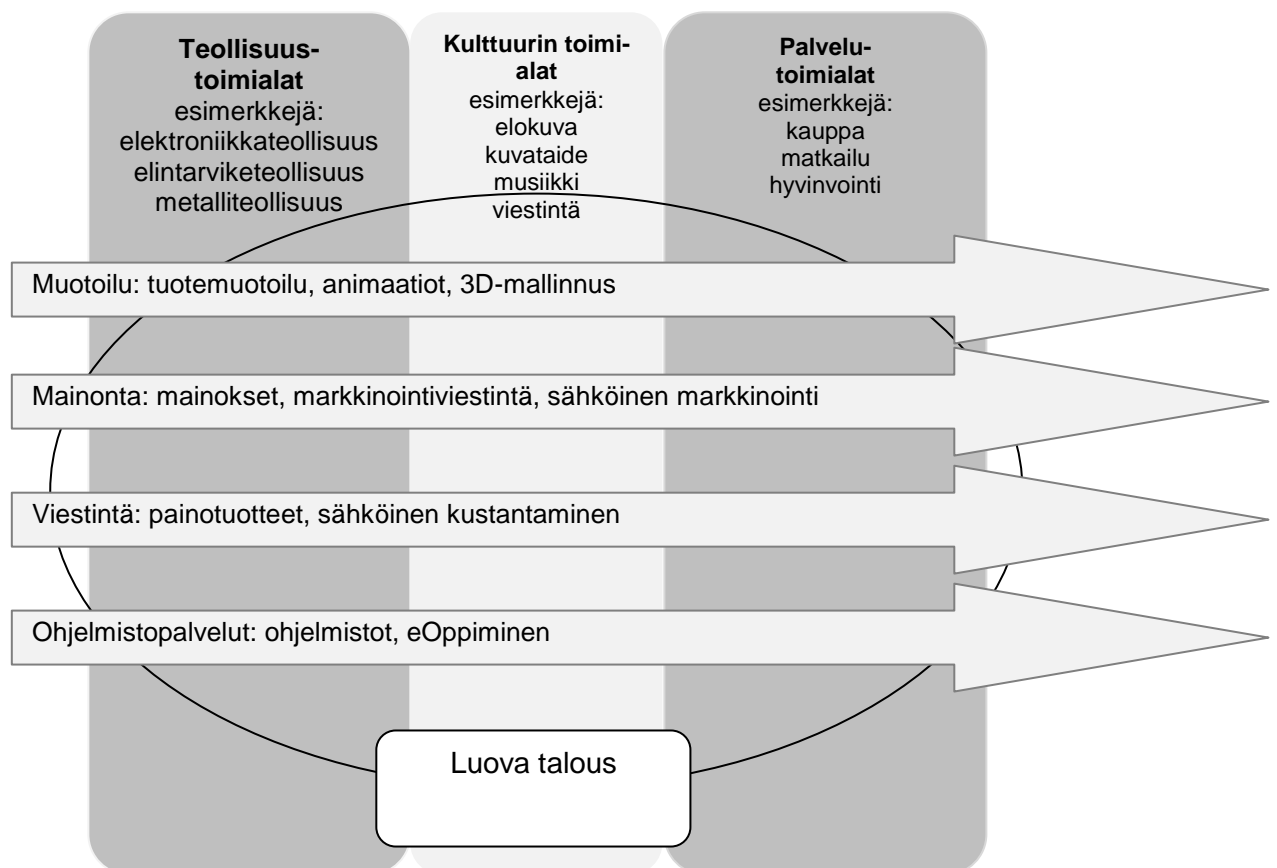 Teollisuus-
toimialat
esimerkkejä:
elektroniikkateollisuus
elintarviketeollisuus
metalliteollisuus
Kulttuurin toimi-
alat
esimerkkejä:
elokuva
kuvataide
musiikki
viestintä
Palvelu-
toimialat
esimerkkejä:
kauppa
matkailu
hyvinvointi
Muotoilu: tuotemuotoilu, animaatiot, 3D-mallinnus
Mainonta: mainokset, markkinointiviestintä, sähköinen markkinointi
Viestintä: painotuotteet, sähköinen kustantaminen
Ohjelmistopalvelut: ohjelmistot, eOppiminen
Luova talous